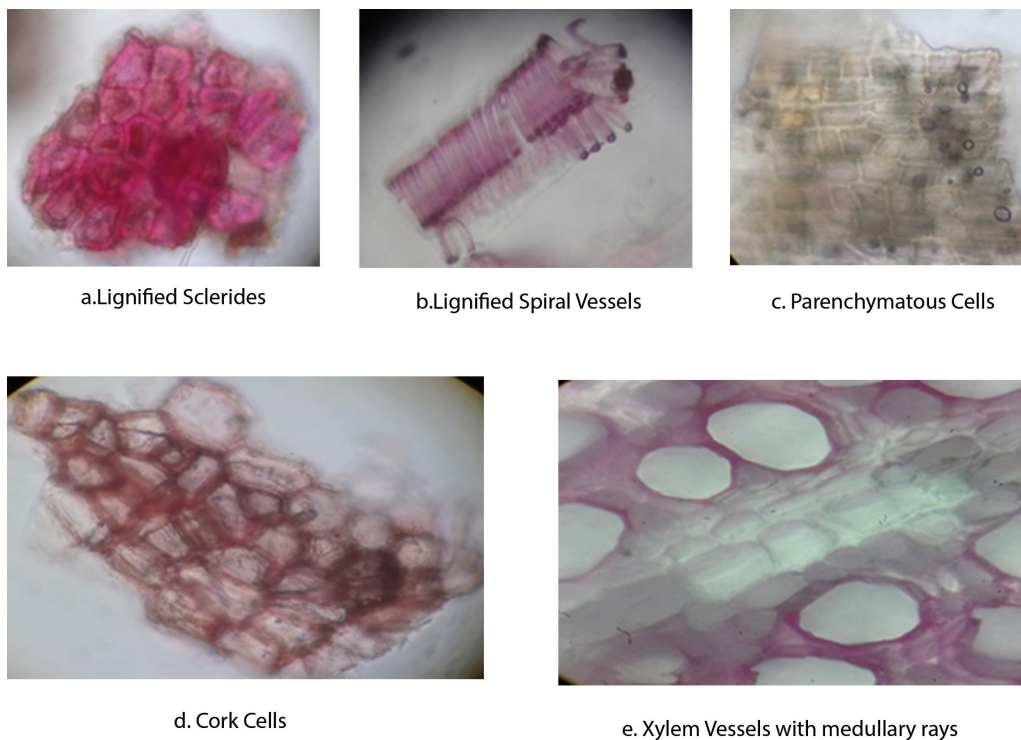 a.Lignified Sclerides
b.Lignified Spiral Vessels
c. Parenchymatous Cells
d. Cork Cells
e. Xylem Vessels with medullary rays